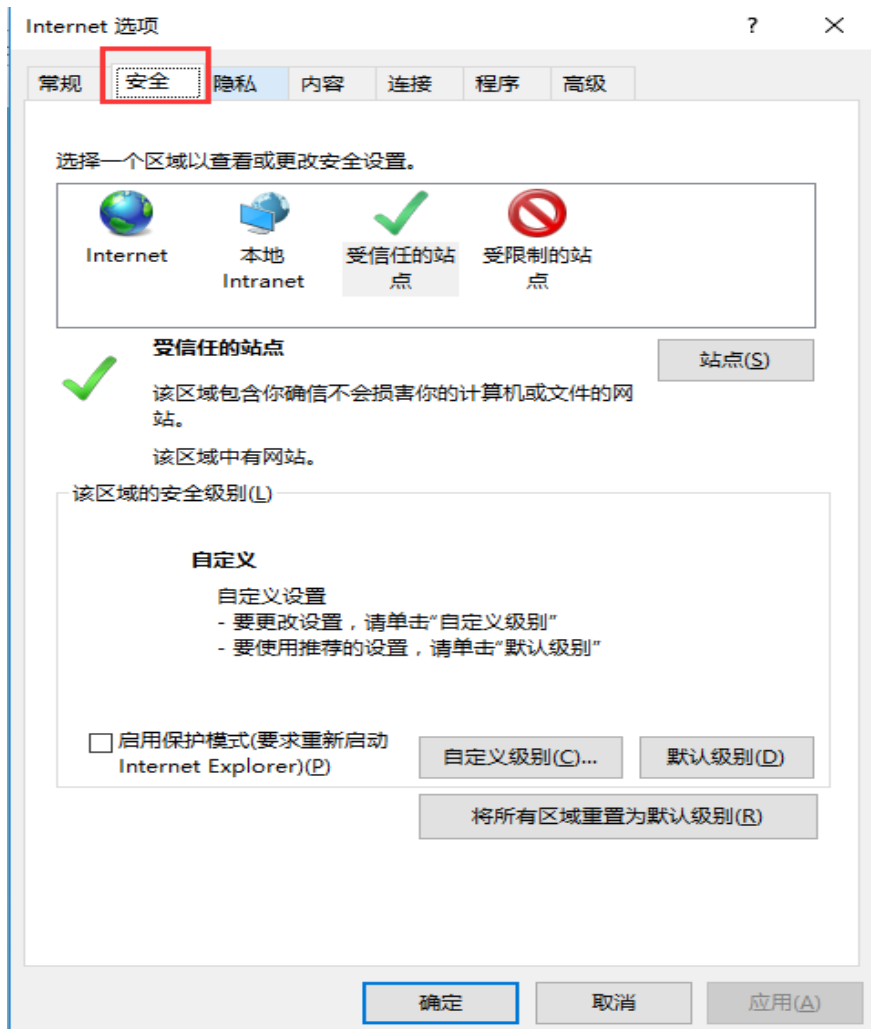 Internet 选项
?
常规 安全 隐私 内容 连接 程序 高级
选择一个区域以查看或更改安全设置。
Internet
本地
Intranet
受信任的站
点
受限制的站
点
受信任的站点
站点(S)
该区域包含你确信不会损害你的计算机或文件的网
站。
该区域中有网站。
该区域的安全级别(L)
自定义
自定义设置
- 要更改设置，请单击“自定义级别”
- 要使用推荐的设置，请单击“默认级别”
启用保护模式(要求重新启动
Internet Explorer)(P)
自定义级别(C)...
默认级别(D)
将所有区域重置为默认级别(R)
确定 取消 应用(A)